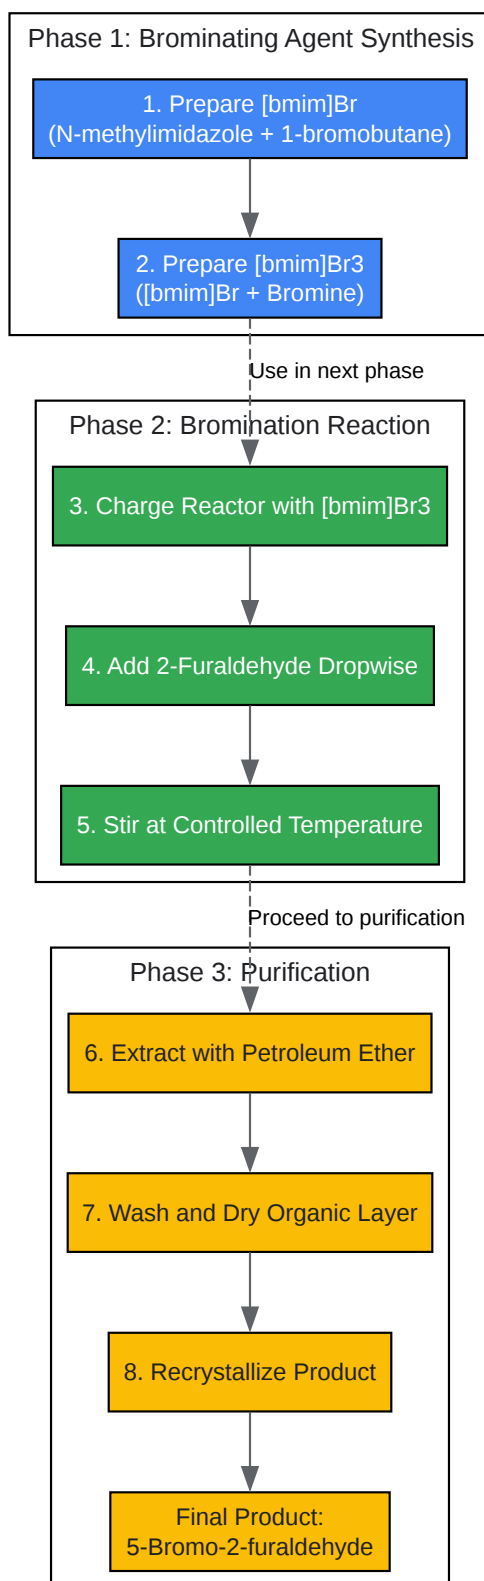 Phase 1: Brominating Agent Synthesis
1. Prepare [bmim]Br
(N-methylimidazole + 1-bromobutane)
2. Prepare [bmim]Br3
([bmim]Br + Bromine)
Use in next phase
Phase 2: Bromination Reaction
3. Charge Reactor with [bmim]Br3
4. Add 2-Furaldehyde Dropwise
5. Stir at Controlled Temperature
Proceed to purification
Phase 3: Purification
6. Extract with Petroleum Ether
7. Wash and Dry Organic Layer
8. Recrystallize Product
Final Product:
5-Bromo-2-furaldehyde